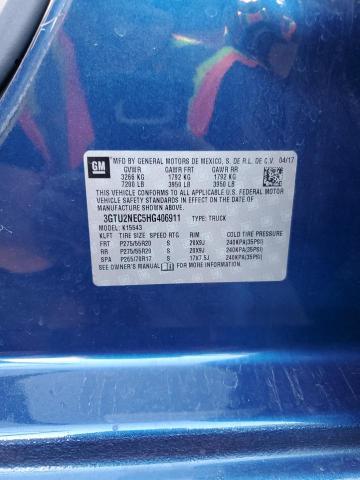 GM
MFD BY GENERAL MOTORS DE MEXICO, S. DE R.L. DE C.V. 04/17
GVWR GAWR FRT GAWR RR
3266 KG 1792 KG 1792 KG
7200 LB 3950 LB 3950 LB
THIS VEHICLE CONFORMS TO ALL APPLICABLE U.S. FEDERAL MOTOR
VEHICLE SAFETY STANDARDS IN EFFECT ON THE DATE OF
MANUFACTURE SHOWN ABOVE.
3GTU2NEC5HG406911 TYPE: TRUCK
MODEL: K15543
KLFT TIRE SIZE SPEED RTG RIM COLD TIRE PRESSURE
FRT P275/55R20 S 20X9J 240KPA(35PSI)
RR P275/55R20 S 20X9J 240KPA(35PSI)
SPA P265/70R17 S 17X7.5J 240KPA(35PSI)
SEE OWNER'S MANUAL FOR ADDITIONAL INFORMATION.